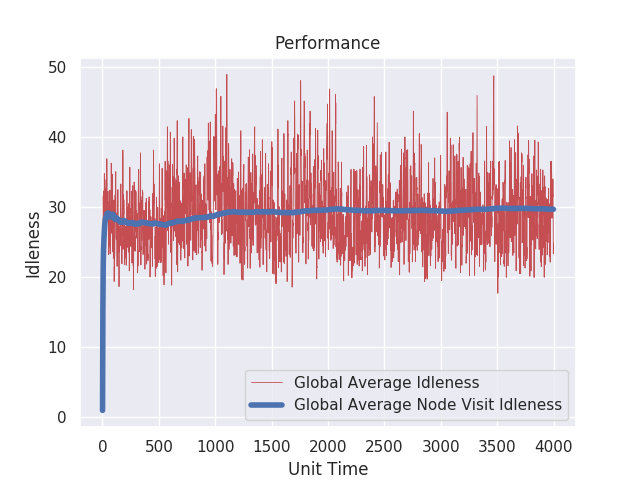 Performance
50
40
30
20
10
0
Idleness
Global Average Idleness
Global Average Node Visit Idleness
0 500 1000 1500 2000 2500 3000 3500 4000
Unit Time